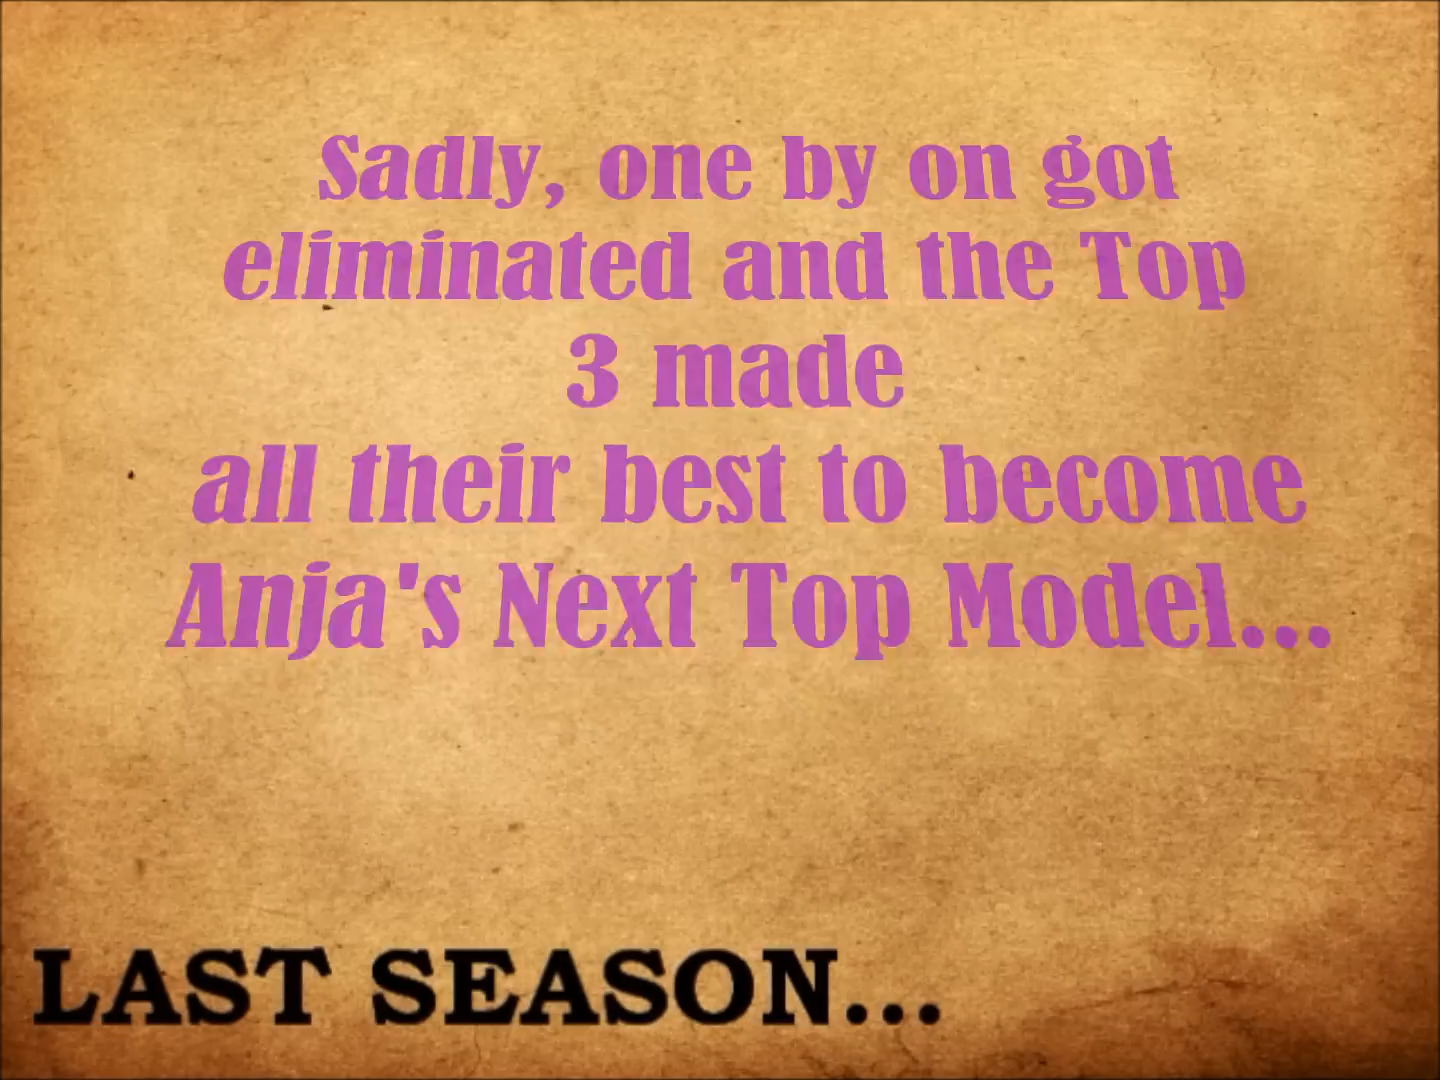 Sadly, one by on got
eliminated and the Top
3 made
all their best to become
Anja's Next Top Model...
LAST SEASON...